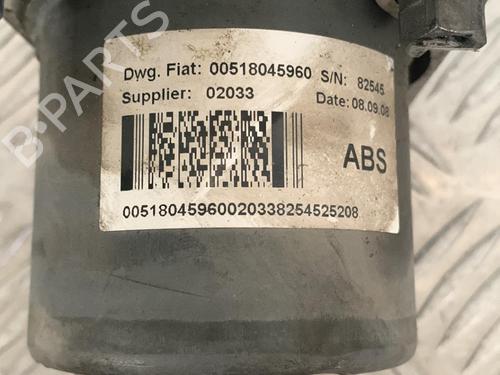 B-PARTS
Dwg. Fiat: 00518045960 S/N: 82545
Supplier: 02033 Date: 08.09.08
ABS
00518045960020338254525208